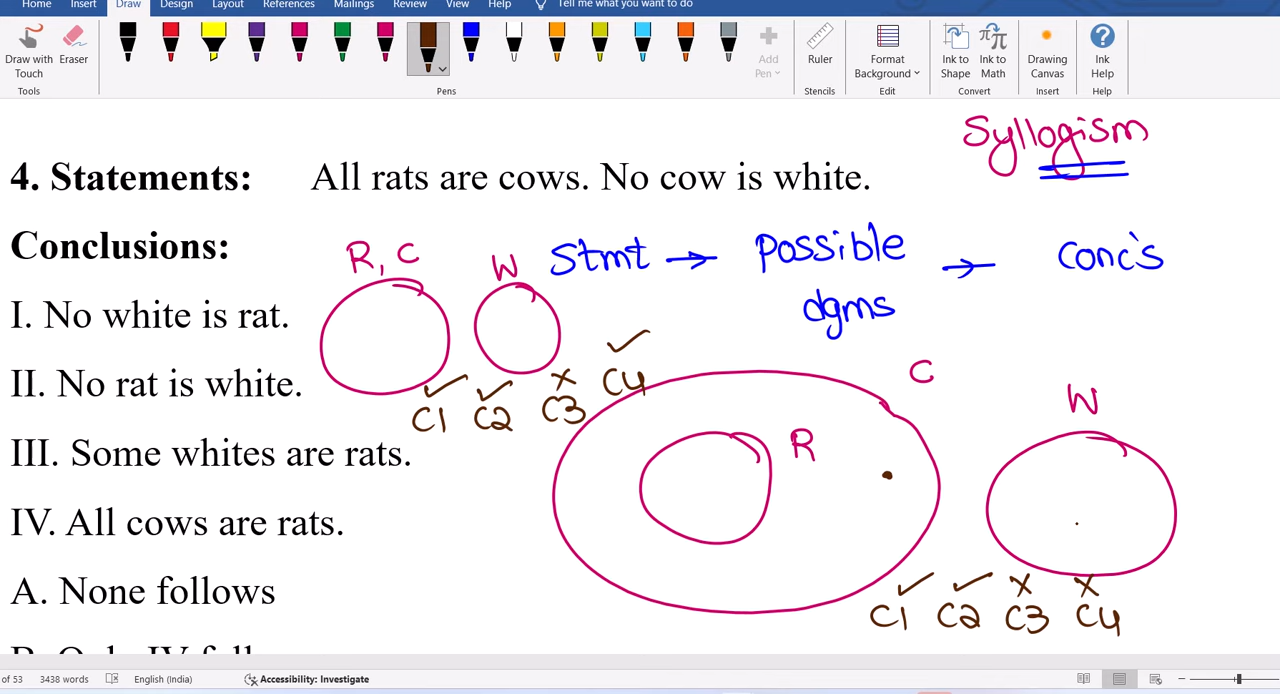 Home Insert Draw Design Layout References Mailings Review View Help Tell me what you want to do
Draw with Touch
Eraser
Add Pen
Ruler
Format Background
Ink to Shape
Ink to Math
Drawing Canvas
Ink Help
Tools Pens Stencils Edit Convert Insert Help
Syllogism
4. Statements: All rats are cows. No cow is white.
Conclusions:
R, C
W
Stmt → Possible dgms → Conc's
I. No white is rat.
II. No rat is white.
✓ ✓ × ✓
C1 C2 C3 C4
C
W
R
III. Some whites are rats.
IV. All cows are rats.
A. None follows
✓ ✓ × ×
C1 C2 C3 C4
of 53 3438 words English (India) Accessibility: Investigate